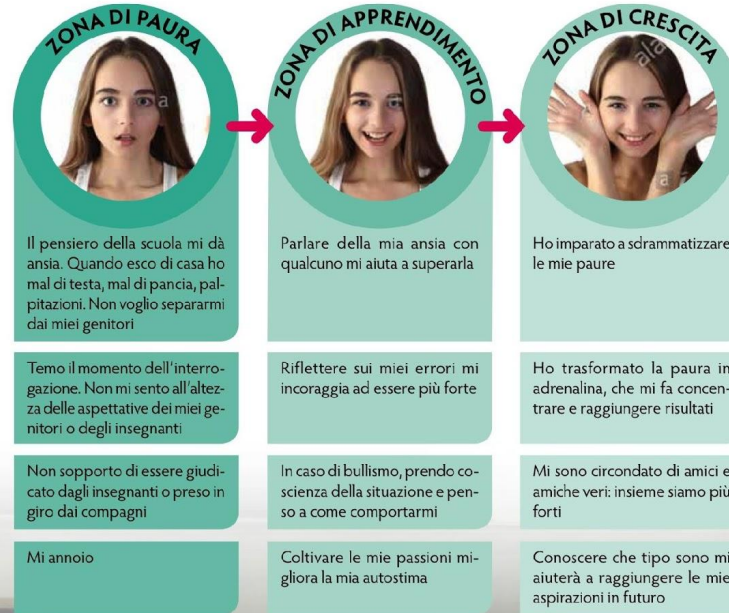 ZONA DI PAURA
ZONA DI APPRENDIMENTO
ZONA DI CRESCITA
a
ala
a
Il pensiero della scuola mi dà
ansia. Quando esco di casa ho
mal di testa, mal di pancia, pal-
pitazioni. Non voglio separarmi
dai miei genitori
Parlare della mia ansia con
qualcuno mi aiuta a superarla
Ho imparato a sdrammatizzare
le mie paure
Temo il momento dell'interro-
gazione. Non mi sento all'altez-
za delle aspettative dei miei ge-
nitori o degli insegnanti
Riflettere sui miei errori mi
incoraggia ad essere più forte
Ho trasformato la paura in
adrenalina, che mi fa concen-
trare e raggiungere risultati
Non sopporto di essere giudi-
cato dagli insegnanti o preso in
giro dai compagni
In caso di bullismo, prendo co-
scienza della situazione e pen-
so a come comportarmi
Mi sono circondato di amici e
amiche veri: insieme siamo più
forti
Mi annoio
Coltivare le mie passioni mi-
gliora la mia autostima
Conoscere che tipo sono mi
aiuterà a raggiungere le mie
aspirazioni in futuro